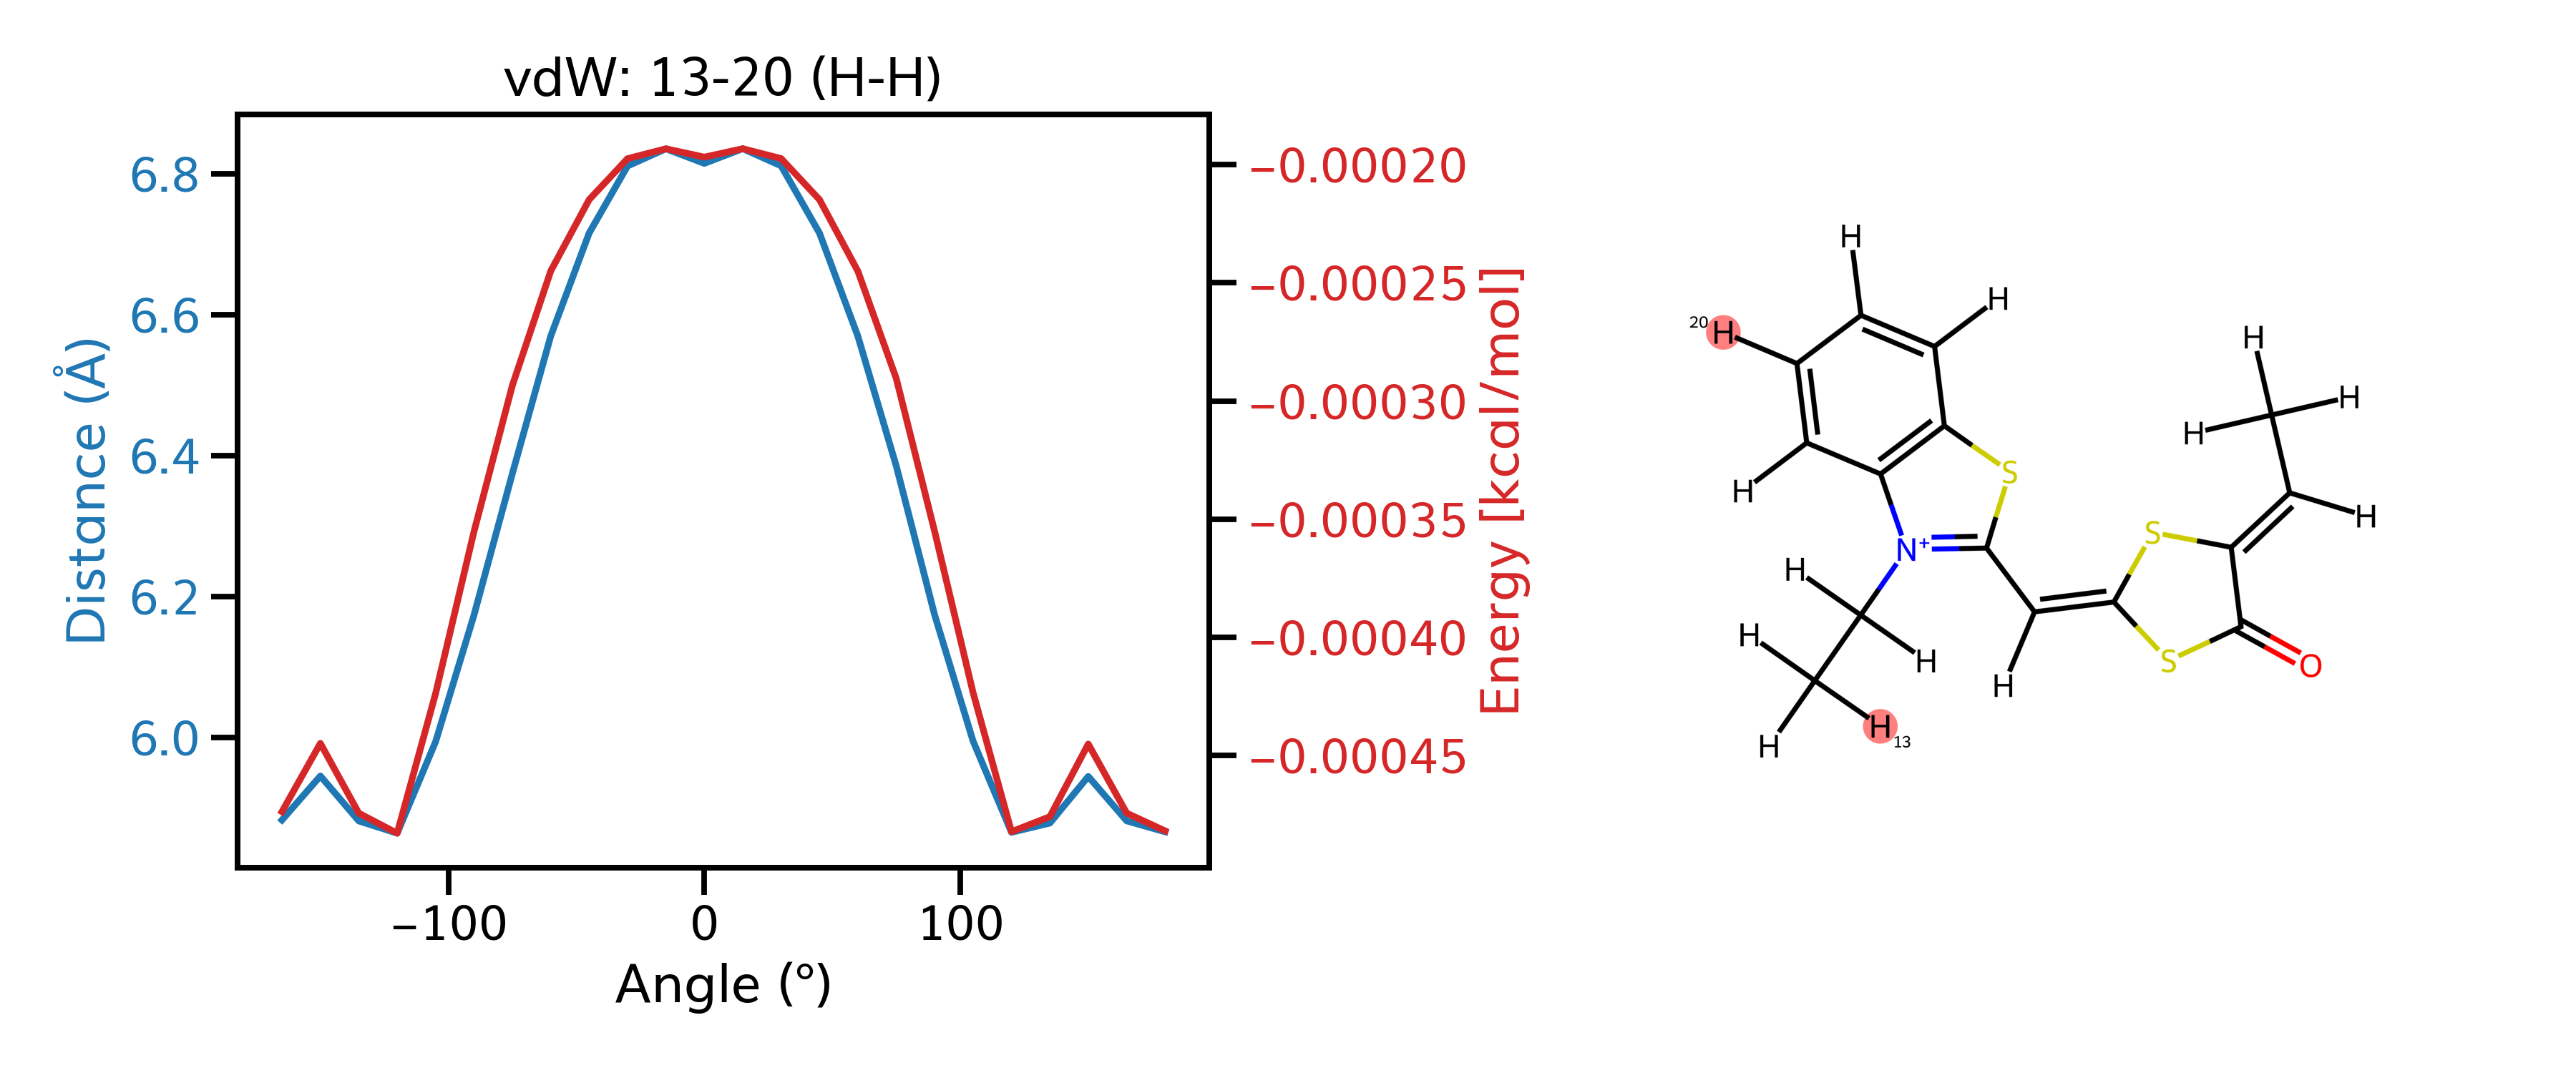 vdW: 13-20 (H-H)
6.8
6.6
6.4
6.2
6.0
Distance (Å)
−0.00020
−0.00025
−0.00030
−0.00035
−0.00040
−0.00045
Energy [kcal/mol]
−100
0
100
Angle (°)
H
H
20
H
H
H
H
H
S
H
H
S
N+
H
H
H
S
O
H
H
13
H